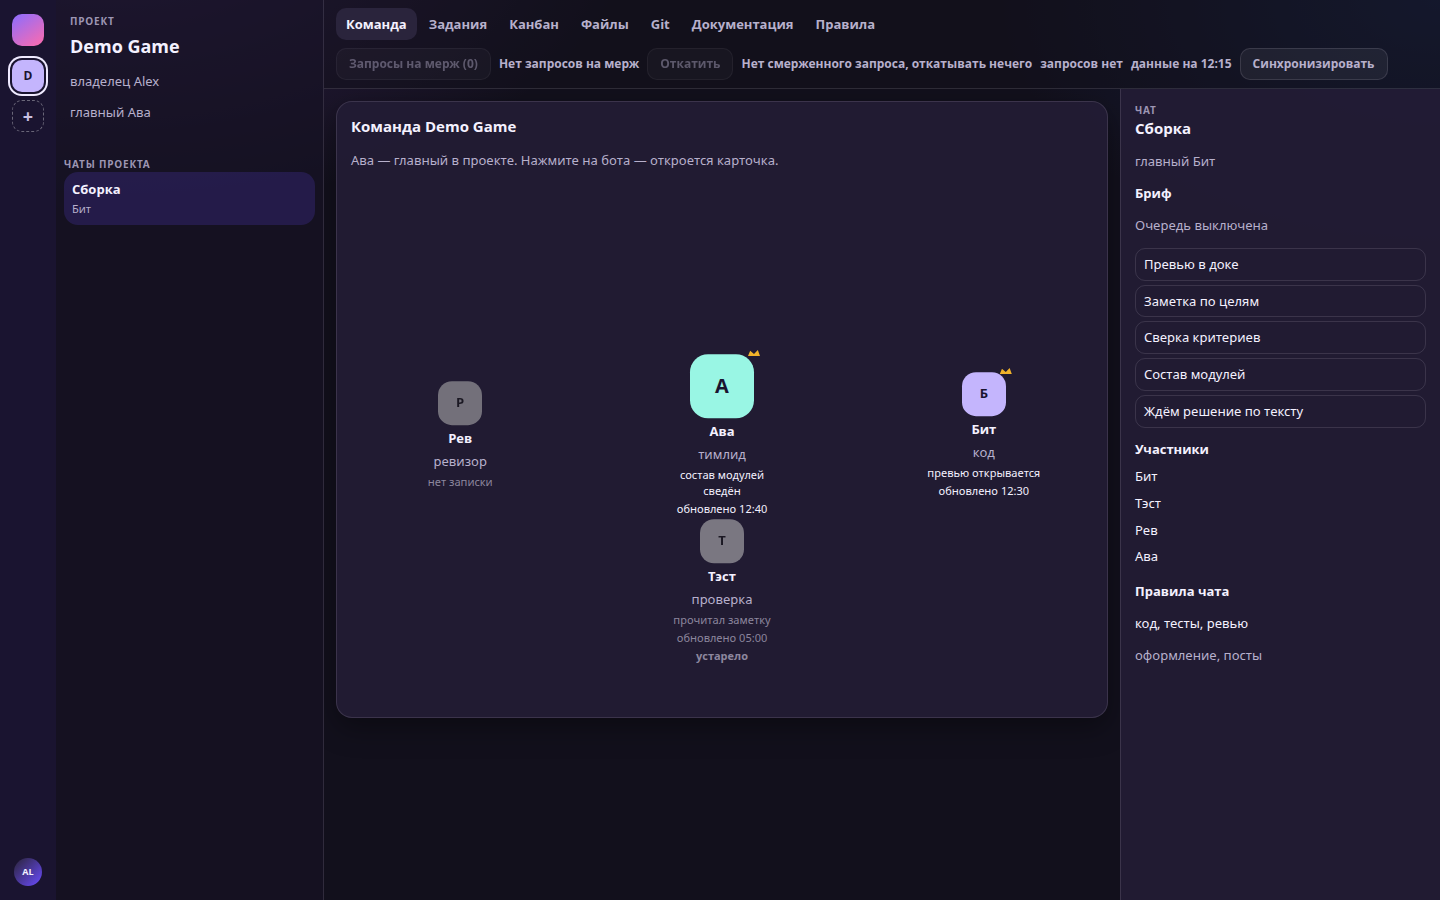 ПРОЕКТ
Demo Game
владелец Alex
главный Ава
D
+
ЧАТЫ ПРОЕКТА
Сборка
Бит
AL
Команда Задания Канбан Файлы Git Документация Правила
Запросы на мерж (0) Нет запросов на мерж Откатить Нет смерженного запроса, откатывать нечего запросов нет данные на 12:15 Синхронизировать
Команда Demo Game
Ава — главный в проекте. Нажмите на бота — откроется карточка.
Р
Рев
ревизор
нет записки
А
Ава
тимлид
состав модулей
сведён
обновлено 12:40
Б
Бит
код
превью открывается
обновлено 12:30
Т
Тэст
проверка
прочитал заметку
обновлено 05:00
устарело
ЧАТ
Сборка
главный Бит
Бриф
Очередь выключена
Превью в доке
Заметка по целям
Сверка критериев
Состав модулей
Ждём решение по тексту
Участники
Бит
Тэст
Рев
Ава
Правила чата
код, тесты, ревью
оформление, посты